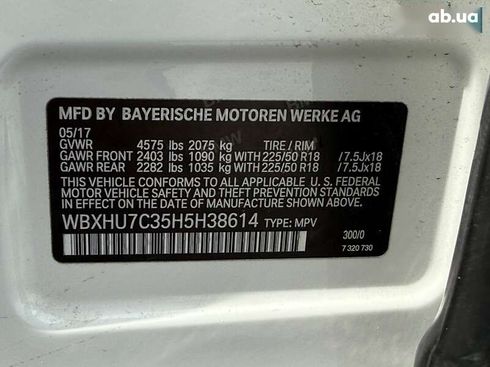 ab.ua
MFD BY BAYERISCHE MOTOREN WERKE AG
05/17
GVWR 4575 lbs 2075 kg TIRE / RIM
GAWR FRONT 2403 lbs 1090 kg WITH 225/50 R18 /7.5Jx18
GAWR REAR 2282 lbs 1035 kg WITH 225/50 R18 /7.5Jx18
THIS VEHICLE CONFORMS TO ALL APPLICABLE U. S. FEDERAL
MOTOR VEHICLE SAFETY AND THEFT PREVENTION STANDARDS
IN EFFECT ON THE DATE OF MANUFACTURE SHOWN ABOVE.
WBXHU7C35H5H38614 TYPE: MPV
300/0
7 320 730